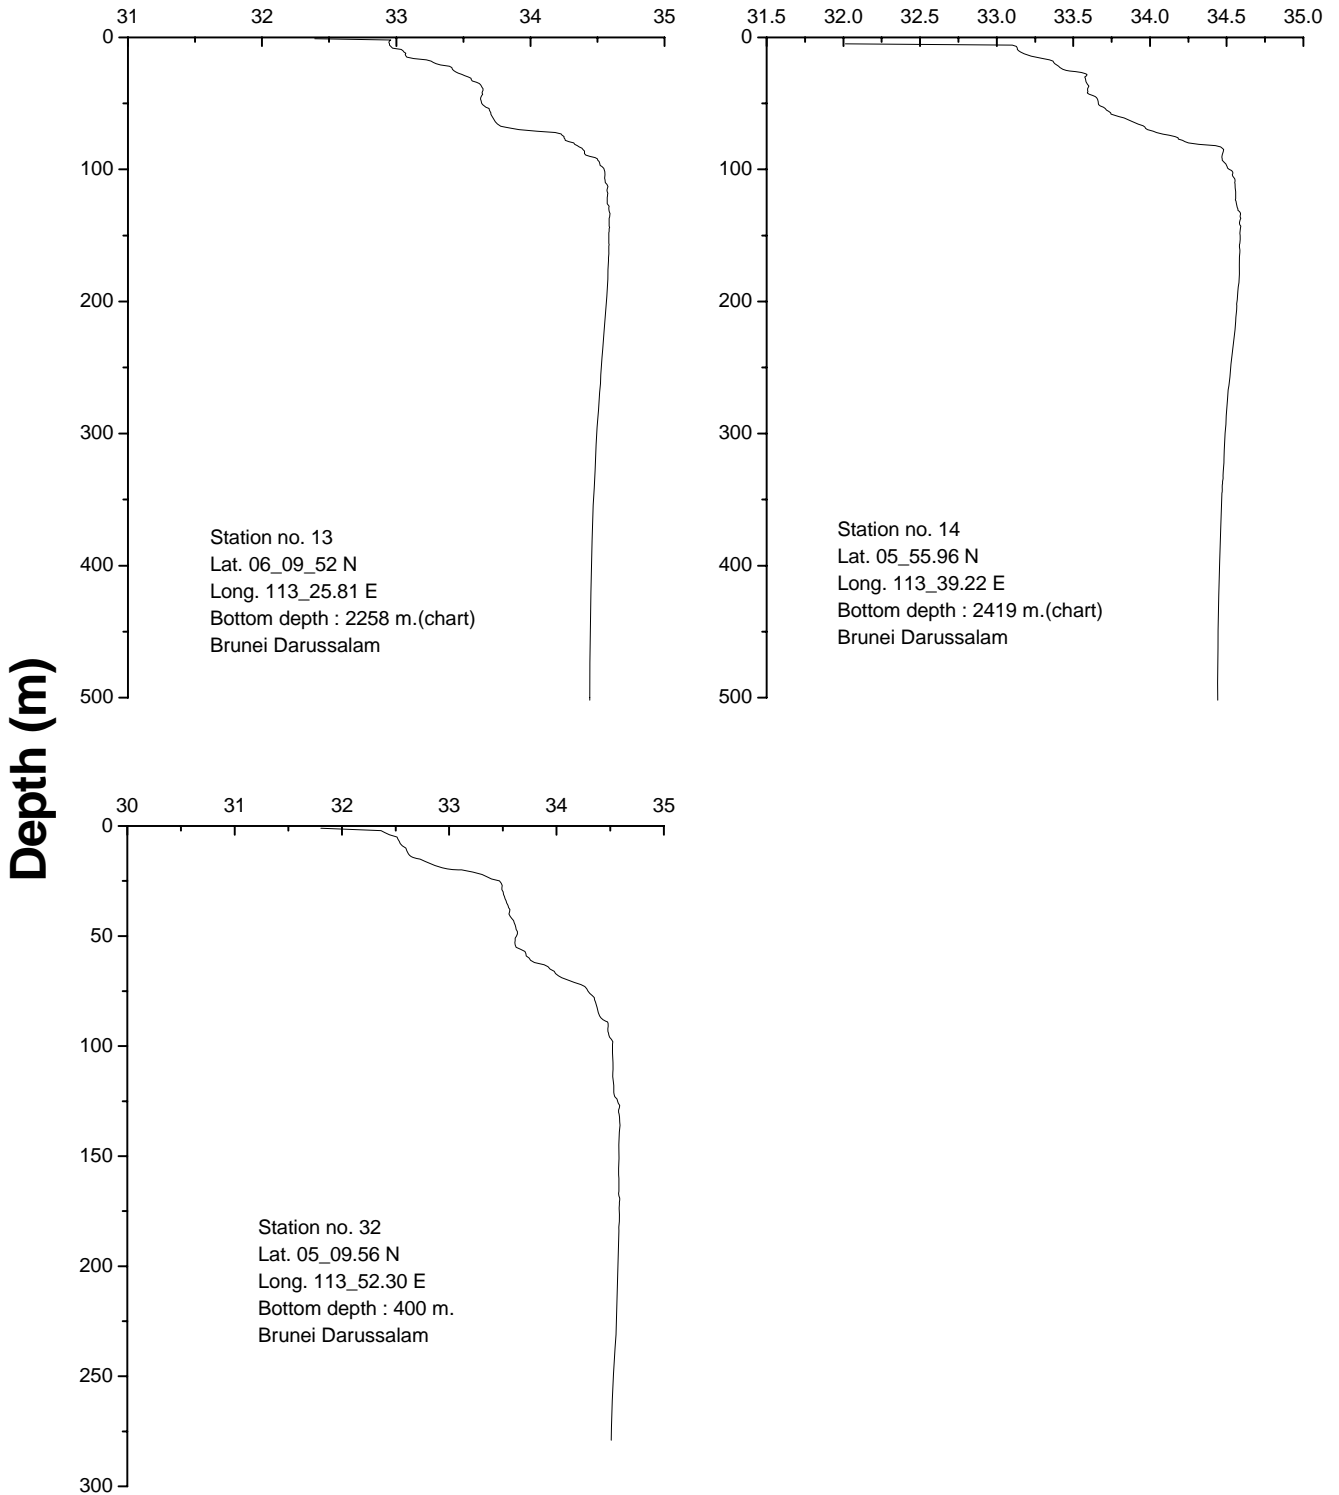 31 32 33 34 35
0
100
200
300
400
500
Station no. 13
Lat. 06_09_52 N
Long. 113_25.81 E
Bottom depth : 2258 m.(chart)
Brunei Darussalam
31.5 32.0 32.5 33.0 33.5 34.0 34.5 35.0
0
100
200
300
400
500
Station no. 14
Lat. 05_55.96 N
Long. 113_39.22 E
Bottom depth : 2419 m.(chart)
Brunei Darussalam
Depth (m)
30 31 32 33 34 35
0
50
100
150
200
250
300
Station no. 32
Lat. 05_09.56 N
Long. 113_52.30 E
Bottom depth : 400 m.
Brunei Darussalam